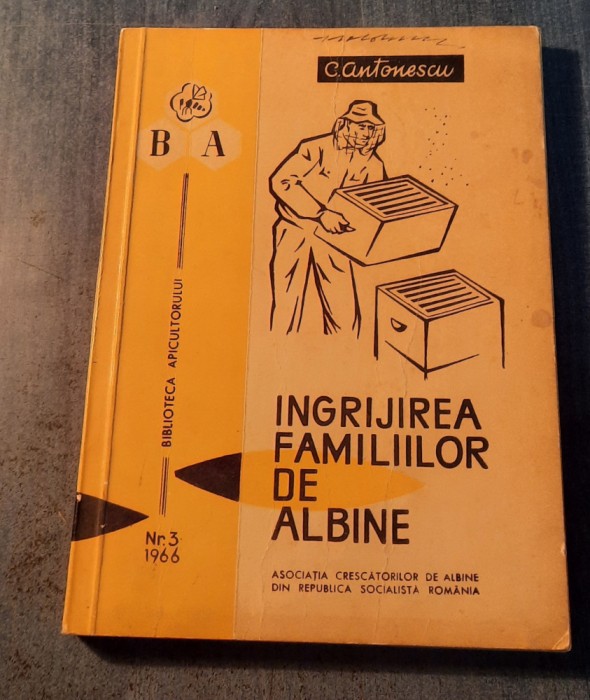 C. Antonescu
B A
BIBLIOTECA APICULTORULUI
Nr. 3
1966
INGRIJIREA
FAMILIILOR
DE
ALBINE
ASOCIAȚIA CRESCĂTORILOR DE ALBINE
DIN REPUBLICA SOCIALISTĂ ROMÂNIA